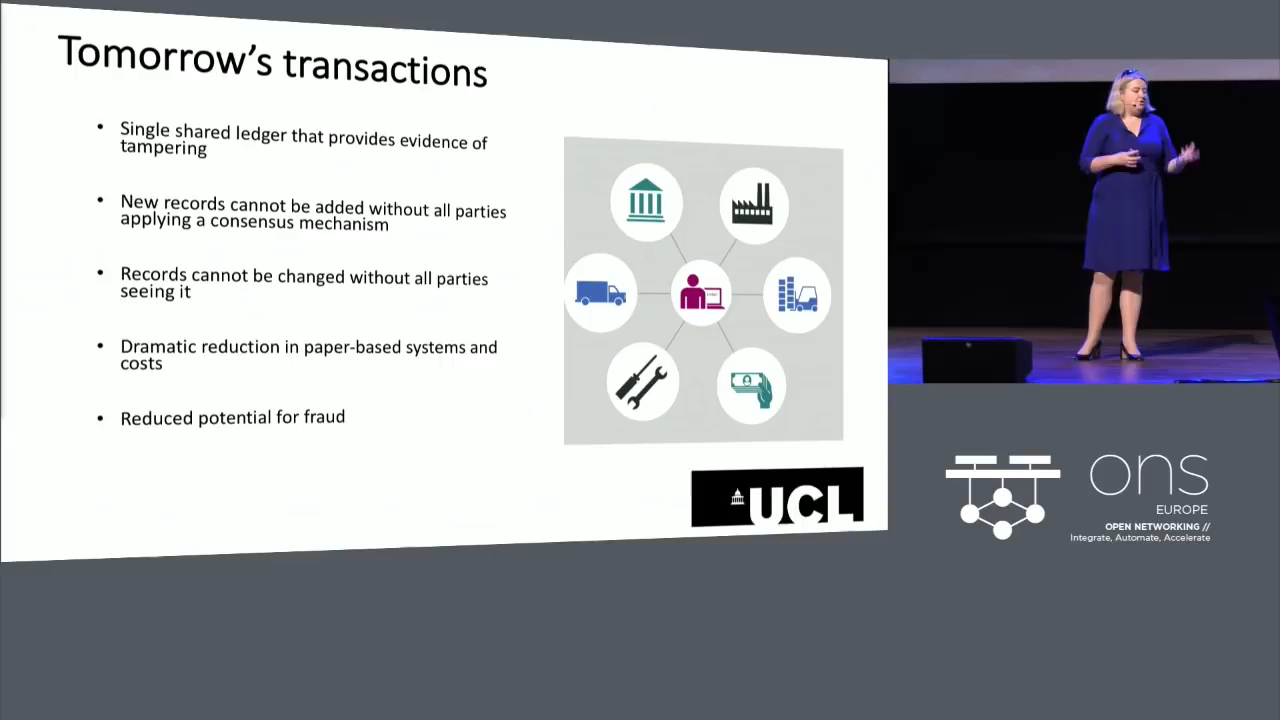 Tomorrow's transactions
• Single shared ledger that provides evidence of
tampering
• New records cannot be added without all parties
applying a consensus mechanism
• Records cannot be changed without all parties
seeing it
• Dramatic reduction in paper-based systems and
costs
• Reduced potential for fraud
UCL
ons
EUROPE
OPEN NETWORKING //
Integrate, Automate, Accelerate